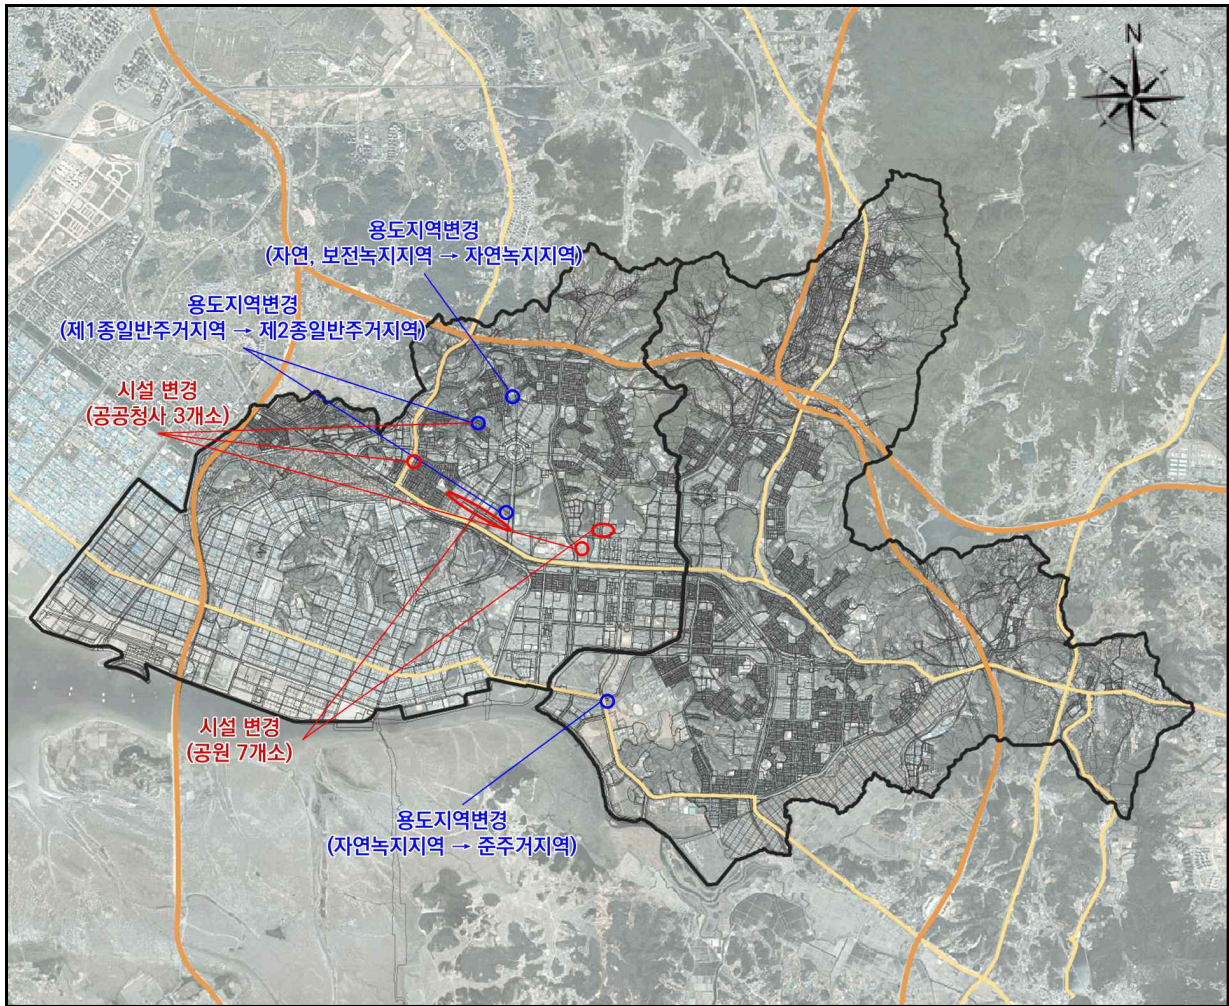 N
용도지역변경
(자연, 보전녹지지역 → 자연녹지지역)
용도지역변경
(제1종일반주거지역 → 제2종일반주거지역)
시설 변경
(공공청사 3개소)
시설 변경
(공원 7개소)
용도지역변경
(자연녹지지역 → 준주거지역)